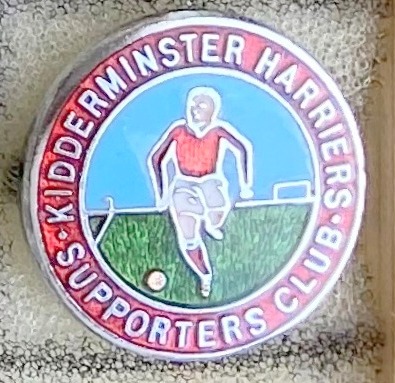 KIDDERMINSTER HARRIERS
SUPPORTERS CLUB